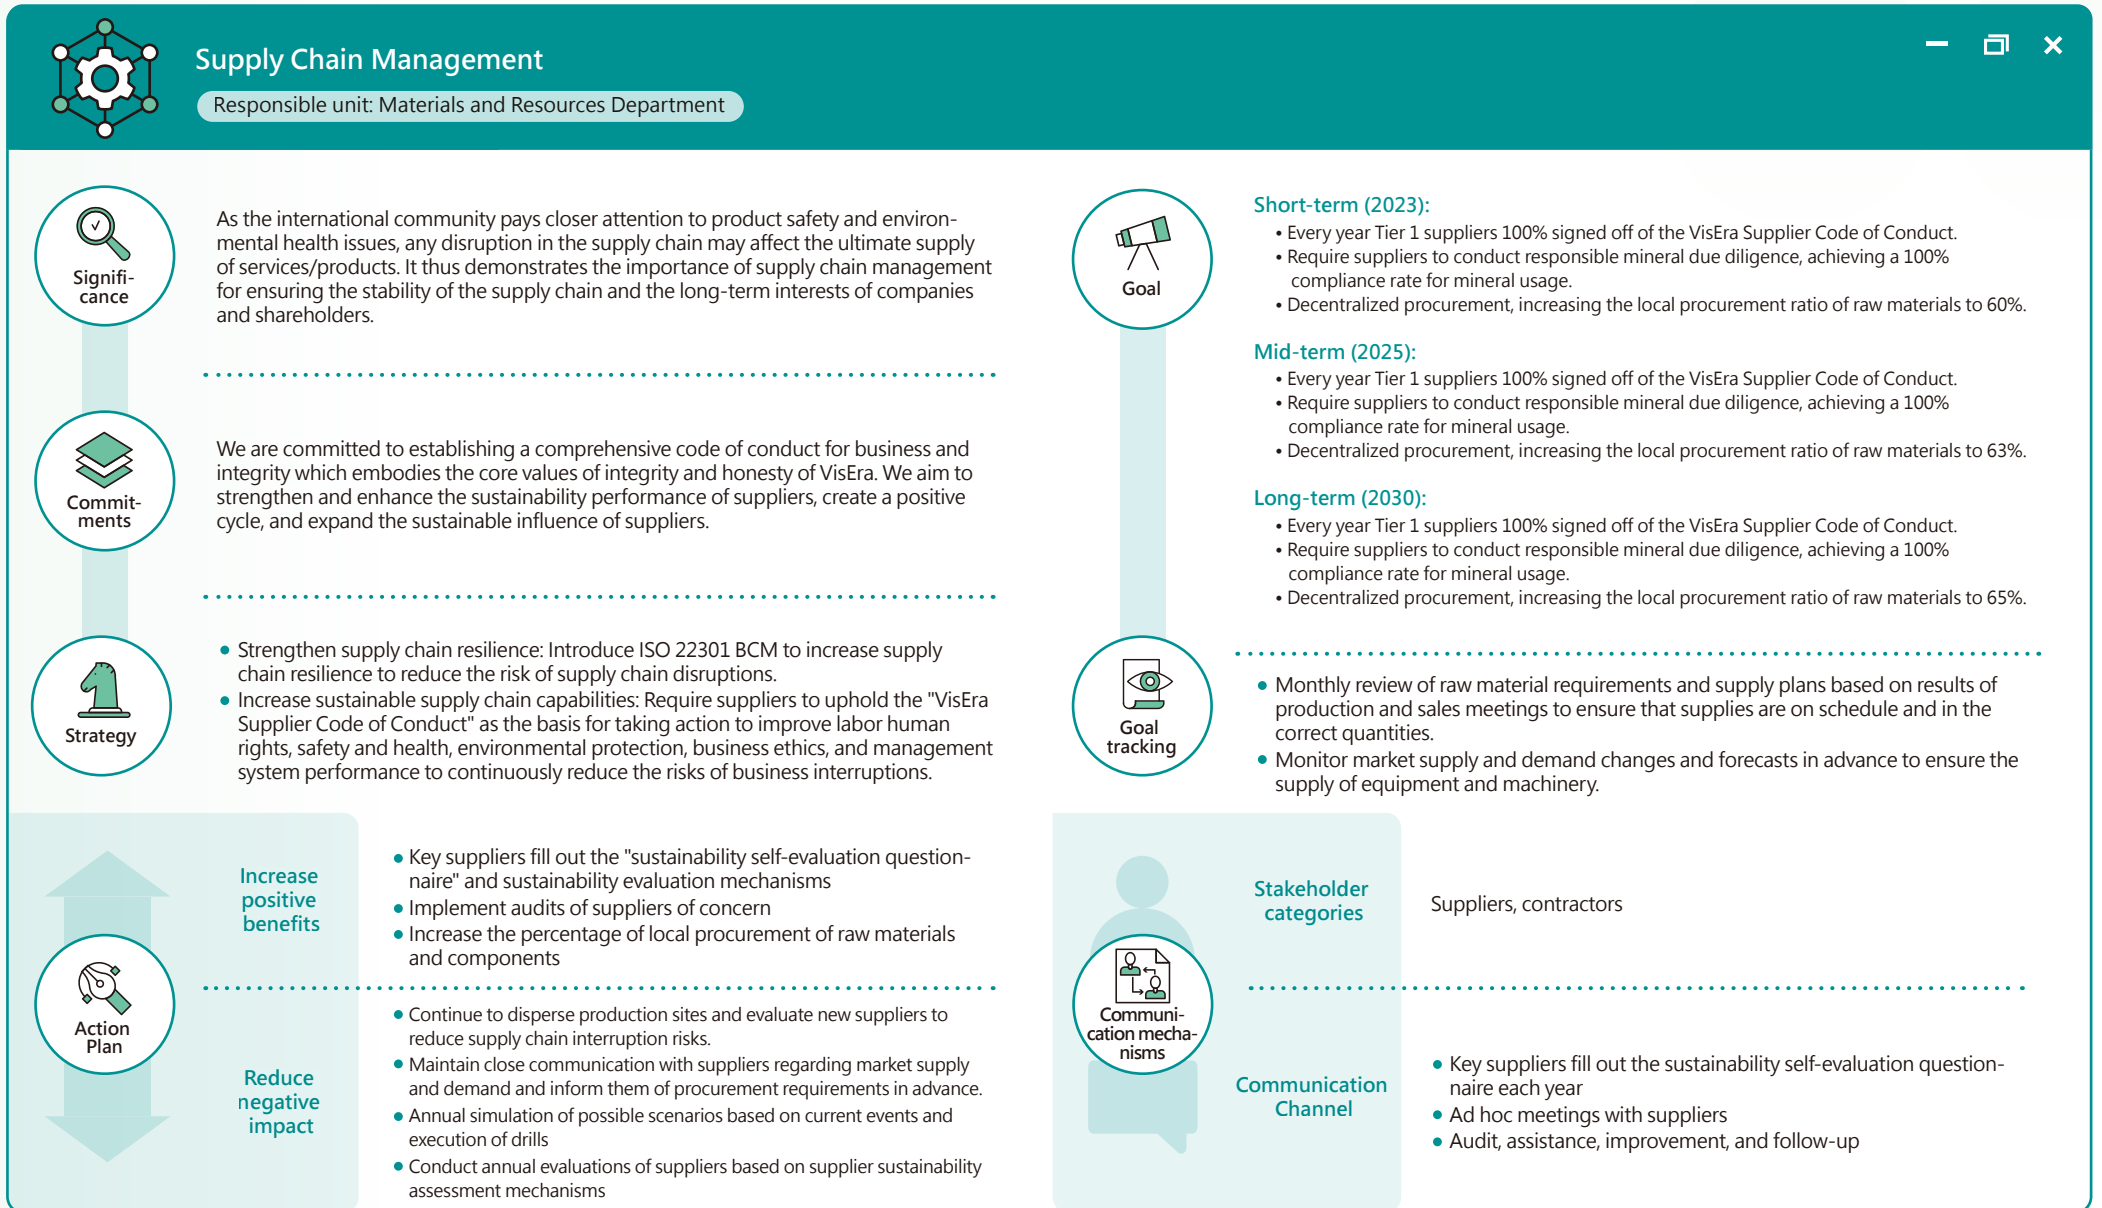 Supply Chain Management
Responsible unit: Materials and Resources Department
Signifi-
cance
As the international community pays closer attention to product safety and environ-
mental health issues, any disruption in the supply chain may affect the ultimate supply
of services/products. It thus demonstrates the importance of supply chain management
for ensuring the stability of the supply chain and the long-term interests of companies
and shareholders.
Commit-
ments
We are committed to establishing a comprehensive code of conduct for business and
integrity which embodies the core values of integrity and honesty of VisEra. We aim to
strengthen and enhance the sustainability performance of suppliers, create a positive
cycle, and expand the sustainable influence of suppliers.
Strategy
• Strengthen supply chain resilience: Introduce ISO 22301 BCM to increase supply
chain resilience to reduce the risk of supply chain disruptions.
• Increase sustainable supply chain capabilities: Require suppliers to uphold the "VisEra
Supplier Code of Conduct" as the basis for taking action to improve labor human
rights, safety and health, environmental protection, business ethics, and management
system performance to continuously reduce the risks of business interruptions.
Action
Plan
Increase
positive
benefits
• Key suppliers fill out the "sustainability self-evaluation question-
naire" and sustainability evaluation mechanisms
• Implement audits of suppliers of concern
• Increase the percentage of local procurement of raw materials
and components
Reduce
negative
impact
• Continue to disperse production sites and evaluate new suppliers to
reduce supply chain interruption risks.
• Maintain close communication with suppliers regarding market supply
and demand and inform them of procurement requirements in advance.
• Annual simulation of possible scenarios based on current events and
execution of drills
• Conduct annual evaluations of suppliers based on supplier sustainability
assessment mechanisms
Goal
Short-term (2023):
• Every year Tier 1 suppliers 100% signed off of the VisEra Supplier Code of Conduct.
• Require suppliers to conduct responsible mineral due diligence, achieving a 100%
compliance rate for mineral usage.
• Decentralized procurement, increasing the local procurement ratio of raw materials to 60%.
Mid-term (2025):
• Every year Tier 1 suppliers 100% signed off of the VisEra Supplier Code of Conduct.
• Require suppliers to conduct responsible mineral due diligence, achieving a 100%
compliance rate for mineral usage.
• Decentralized procurement, increasing the local procurement ratio of raw materials to 63%.
Long-term (2030):
• Every year Tier 1 suppliers 100% signed off of the VisEra Supplier Code of Conduct.
• Require suppliers to conduct responsible mineral due diligence, achieving a 100%
compliance rate for mineral usage.
• Decentralized procurement, increasing the local procurement ratio of raw materials to 65%.
Goal
tracking
• Monthly review of raw material requirements and supply plans based on results of
production and sales meetings to ensure that supplies are on schedule and in the
correct quantities.
• Monitor market supply and demand changes and forecasts in advance to ensure the
supply of equipment and machinery.
Communi-
cation mecha-
nisms
Stakeholder
categories
Suppliers, contractors
Communication
Channel
• Key suppliers fill out the sustainability self-evaluation question-
naire each year
• Ad hoc meetings with suppliers
• Audit, assistance, improvement, and follow-up